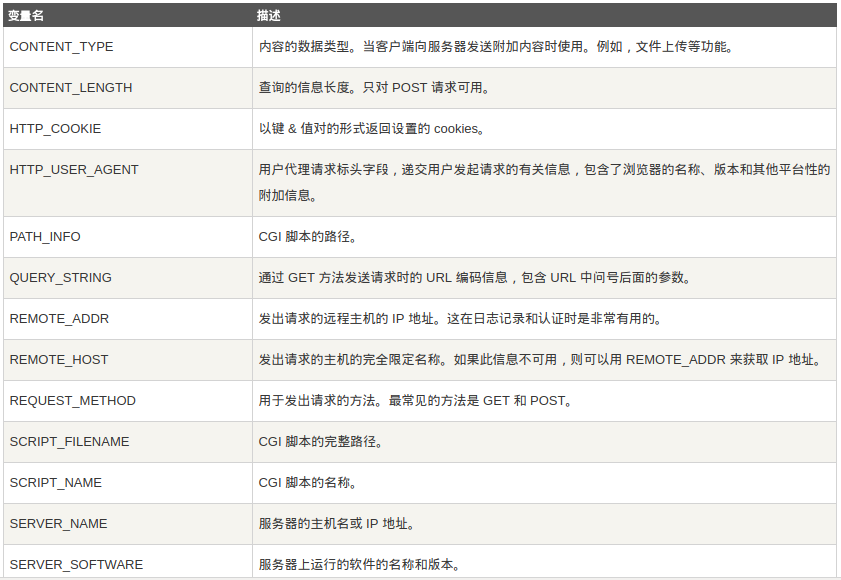 变量名 描述
CONTENT_TYPE 内容的数据类型。当客户端向服务器发送附加内容时使用。例如，文件上传等功能。
CONTENT_LENGTH 查询的信息长度。只对 POST 请求可用。
HTTP_COOKIE 以键 & 值对的形式返回设置的 cookies。
HTTP_USER_AGENT 用户代理请求标头字段，递交用户发起请求的有关信息，包含了浏览器的名称、版本和其他平台性的
附加信息。
PATH_INFO CGI 脚本的路径。
QUERY_STRING 通过 GET 方法发送请求时的 URL 编码信息，包含 URL 中问号后面的参数。
REMOTE_ADDR 发出请求的远程主机的 IP 地址。这在日志记录和认证时是非常有用的。
REMOTE_HOST 发出请求的主机的完全限定名称。如果此信息不可用，则可以用 REMOTE_ADDR 来获取 IP 地址。
REQUEST_METHOD 用于发出请求的方法。最常见的方法是 GET 和 POST。
SCRIPT_FILENAME CGI 脚本的完整路径。
SCRIPT_NAME CGI 脚本的名称。
SERVER_NAME 服务器的主机名或 IP 地址。
SERVER_SOFTWARE 服务器上运行的软件的名称和版本。